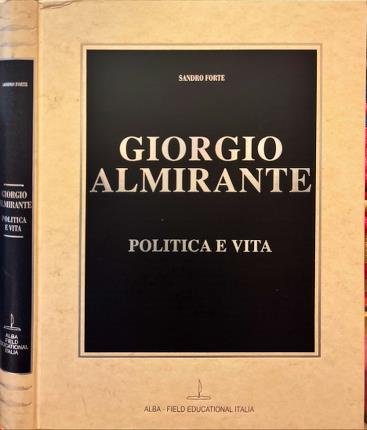 SANDRO FORTE
GIORGIO
ALMIRANTE
POLITICA E VITA
ALBA - FIELD EDUCATIONAL ITALIA
SANDRO FORTE
GIORGIO
ALMIRANTE
POLITICA
E VITA
ALBA
FIELD
EDUCATIONAL
ITALIA